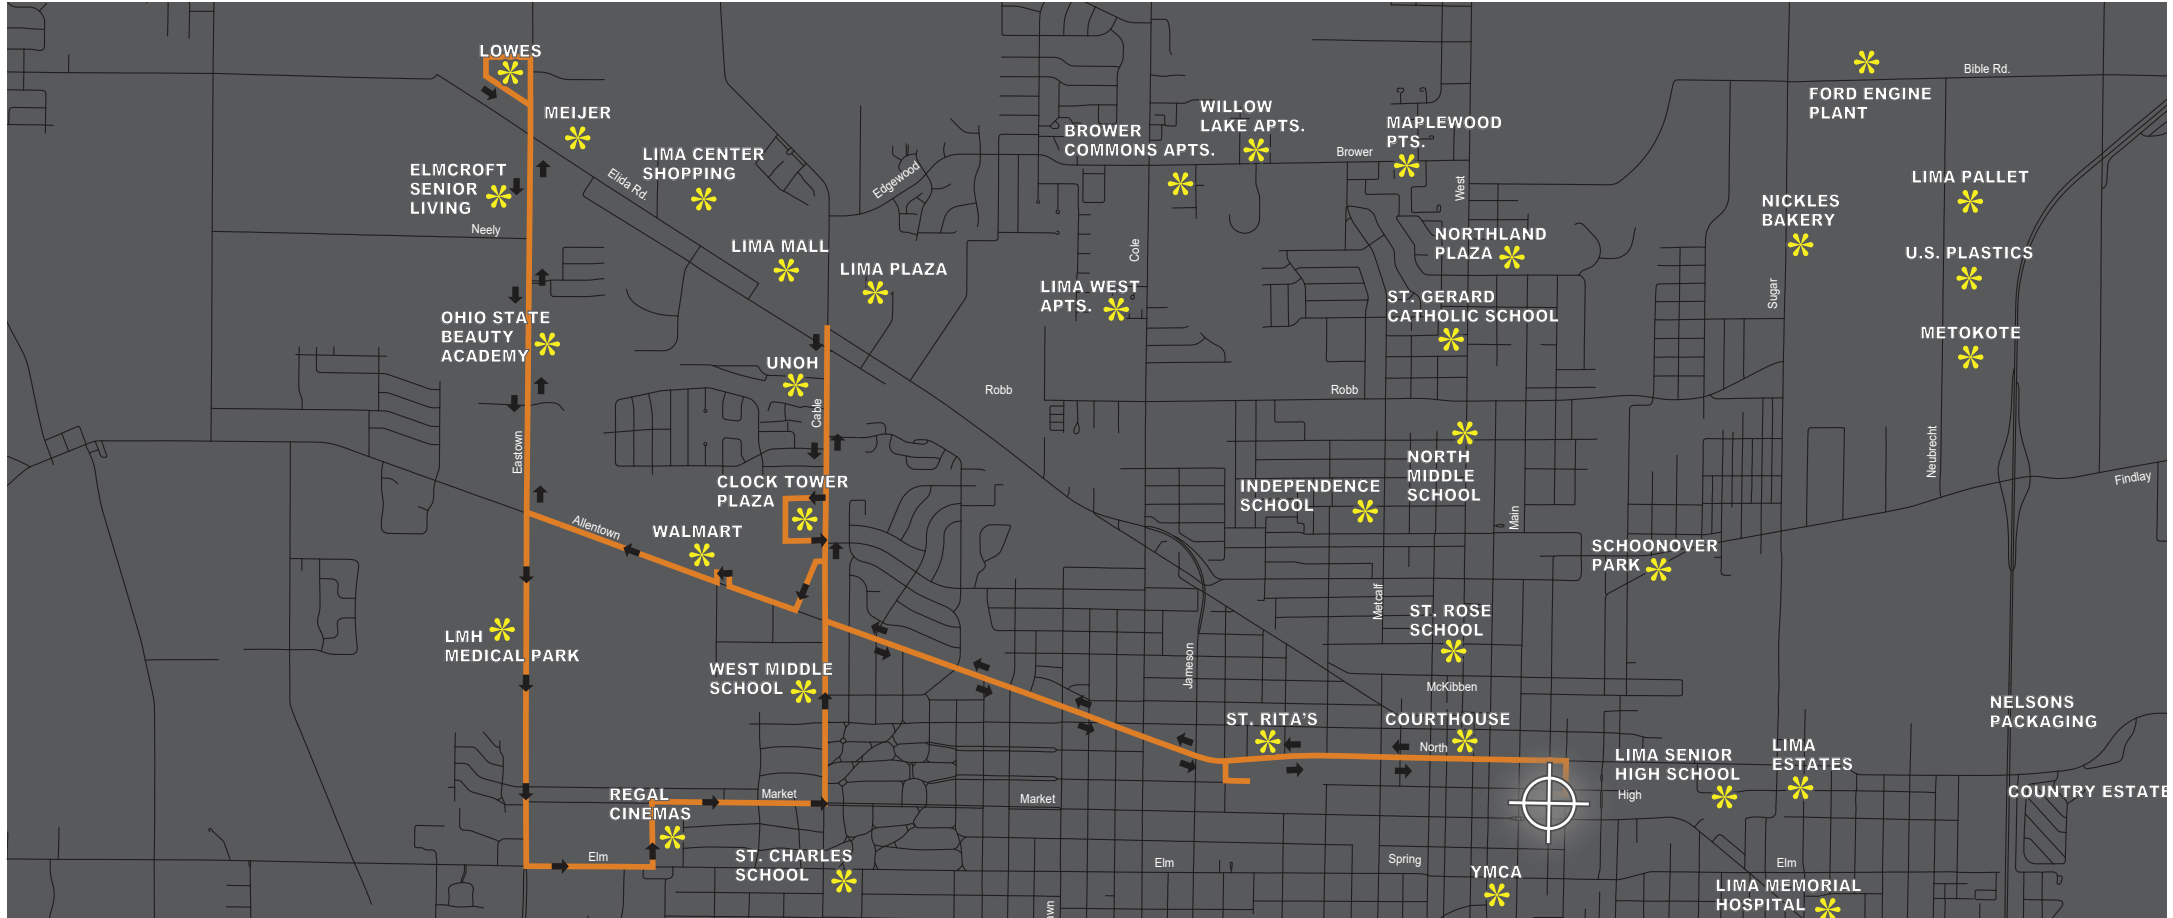 LOWES
Bible Rd.
FORD ENGINE
PLANT
MEIJER
WILLOW
LAKE APTS.
BROWER
COMMONS APTS.
MAPLEWOOD
PTS.
Brower
LIMA CENTER
SHOPPING
ELMCROFT
SENIOR
LIVING
Elida Rd.
Edgewood
West
LIMA PALLET
NICKLES
BAKERY
Neely
LIMA MALL
LIMA PLAZA
Cole
NORTHLAND
PLAZA
U.S. PLASTICS
LIMA WEST
APTS.
ST. GERARD
CATHOLIC SCHOOL
Sugar
OHIO STATE
BEAUTY
ACADEMY
METOKOTE
UNOH
Robb
Robb
Cable
Eastown
Neubrecht
NORTH
MIDDLE
SCHOOL
CLOCK TOWER
PLAZA
INDEPENDENCE
SCHOOL
Findlay
Main
Allentown
WALMART
SCHOONOVER
PARK
Metcalf
ST. ROSE
SCHOOL
LMH
MEDICAL PARK
Jameson
WEST MIDDLE
SCHOOL
McKibben
NELSONS
PACKAGING
ST. RITA'S
COURTHOUSE
North
LIMA SENIOR
HIGH SCHOOL
LIMA
ESTATES
REGAL
CINEMAS
Market
Market
High
COUNTRY ESTATE
Elm
ST. CHARLES
SCHOOL
Elm
Spring
Elm
YMCA
LIMA MEMORIAL
HOSPITAL
awn